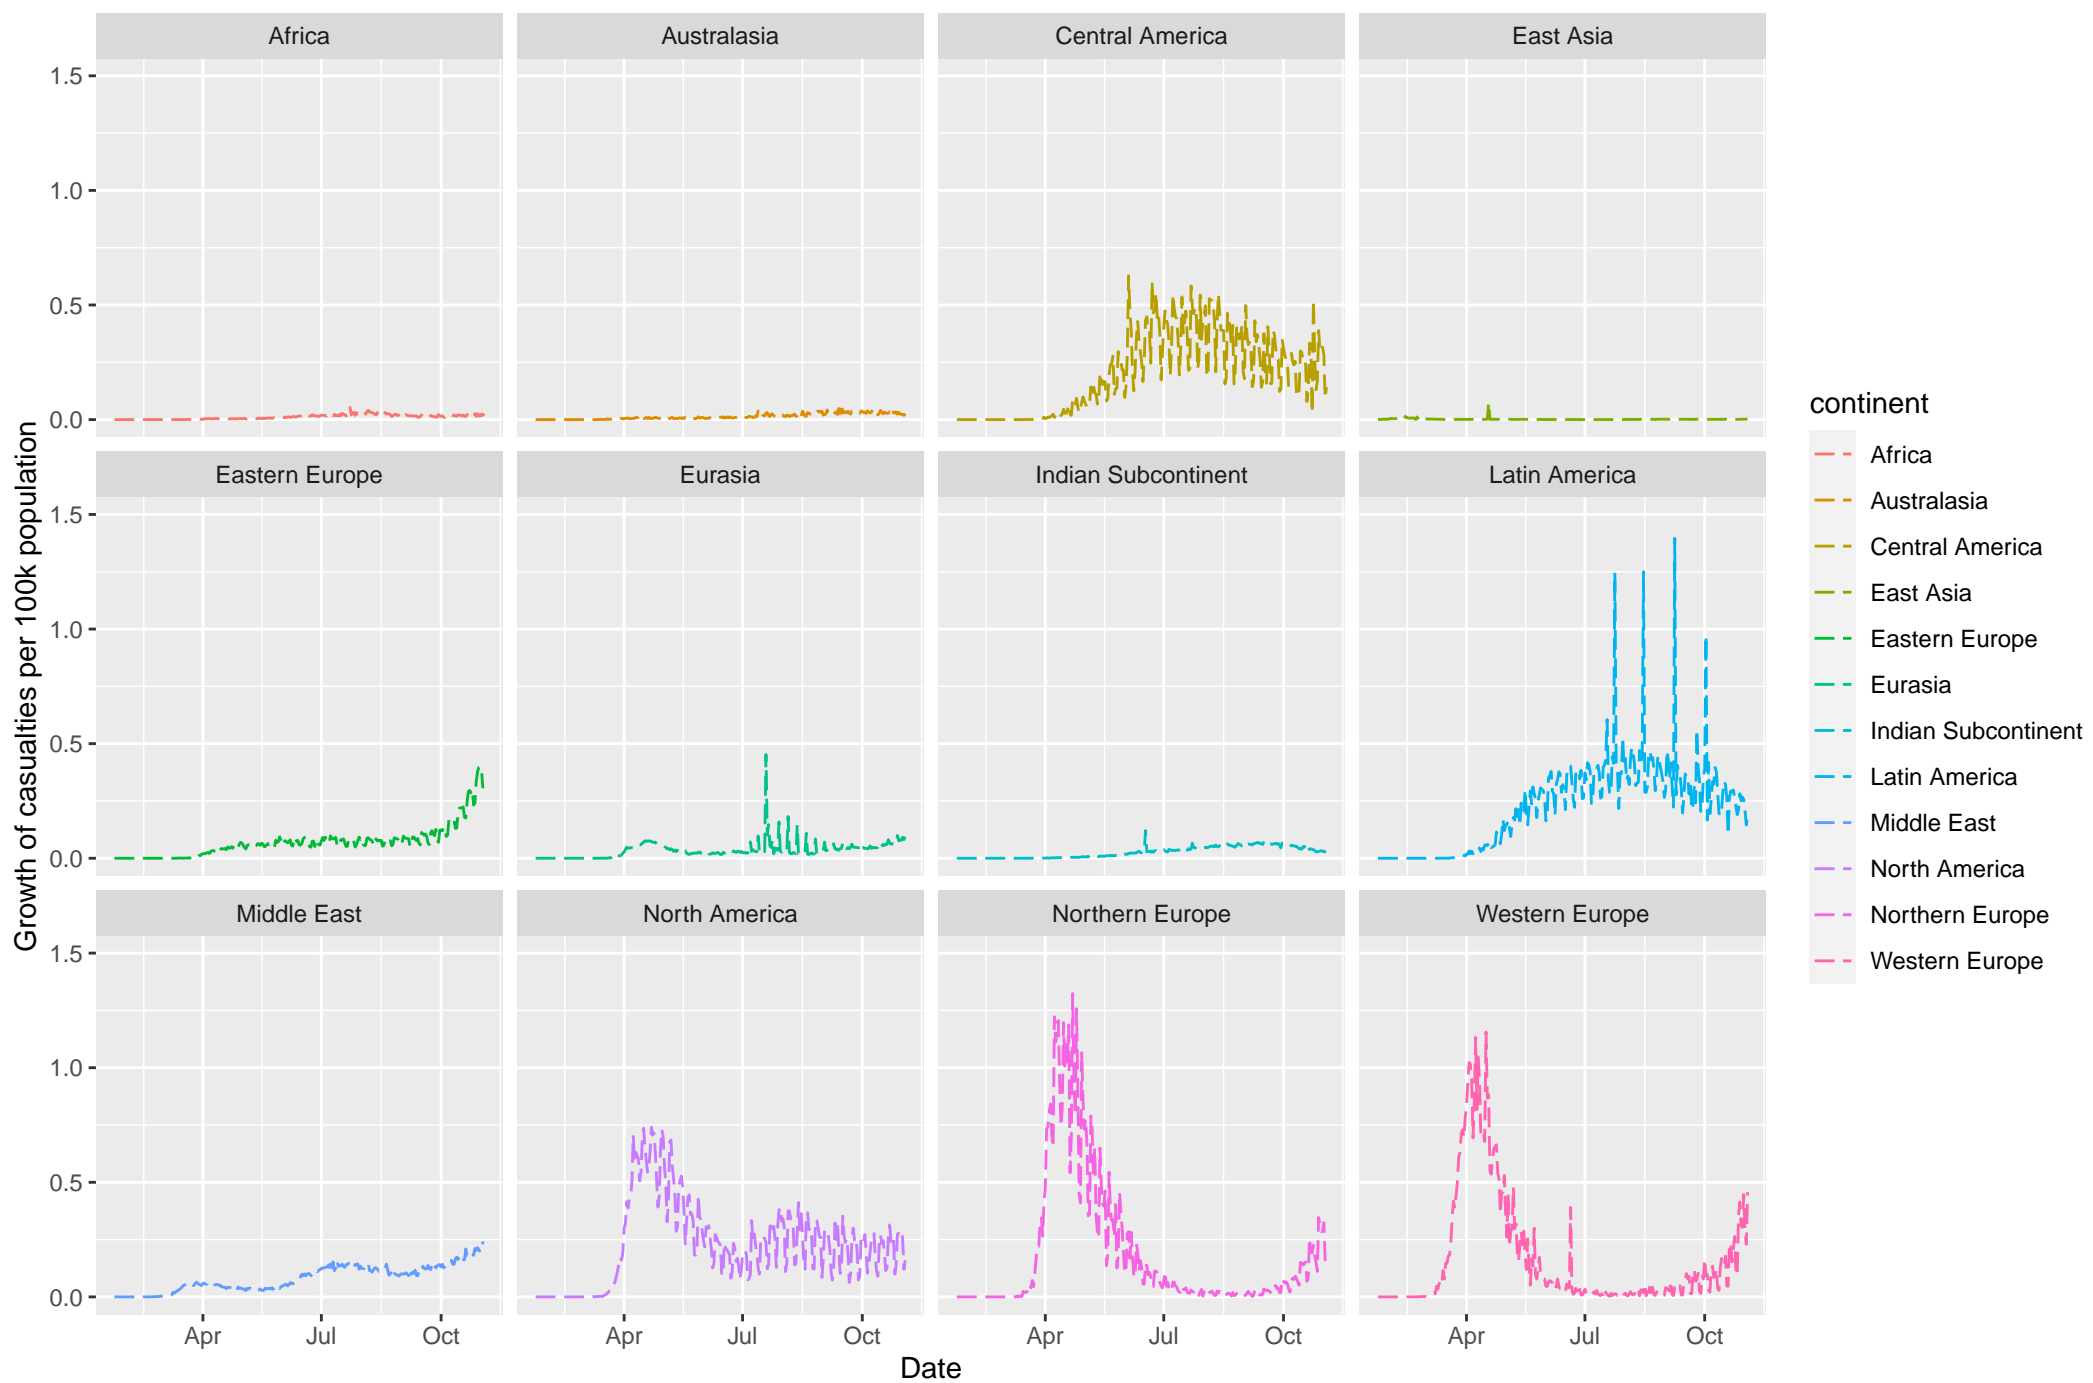 Africa
Australasia
Central America
East Asia
1.5
1.0
0.5
0.0
Eastern Europe
Eurasia
Indian Subcontinent
Latin America
1.5
1.0
0.5
0.0
Middle East
North America
Northern Europe
Western Europe
1.5
1.0
0.5
0.0
Apr Jul Oct
Apr Jul Oct
Apr Jul Oct
Apr Jul Oct
Date
Growth of casualties per 100k population
continent
Africa
Australasia
Central America
East Asia
Eastern Europe
Eurasia
Indian Subcontinent
Latin America
Middle East
North America
Northern Europe
Western Europe